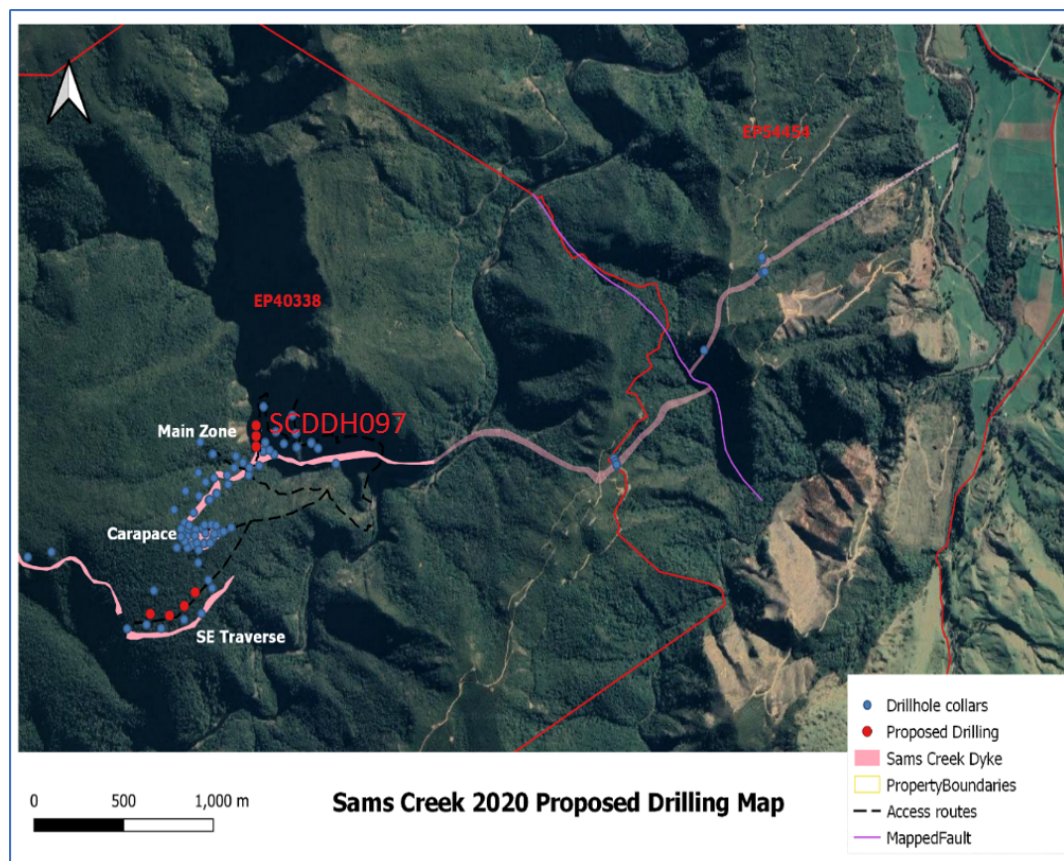 EP54454
EP40338
SCDDH097
Main Zone
Carapace
SE Traverse
Drillhole collars
Proposed Drilling
Sams Creek Dyke
PropertyBoundaries
Access routes
MappedFault
0 500 1,000 m
Sams Creek 2020 Proposed Drilling Map